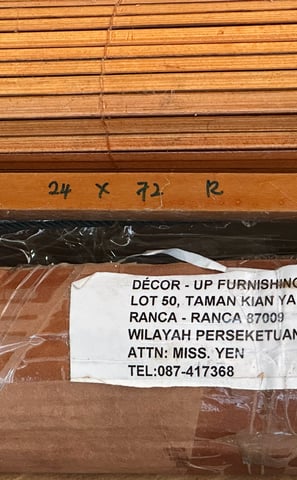 24 X 72 R
DÉCOR - UP FURNISHING
LOT 50, TAMAN KIAN YA
RANCA - RANCA 87009
WILAYAH PERSEKETUAN
ATTN: MISS. YEN
TEL:087-417368